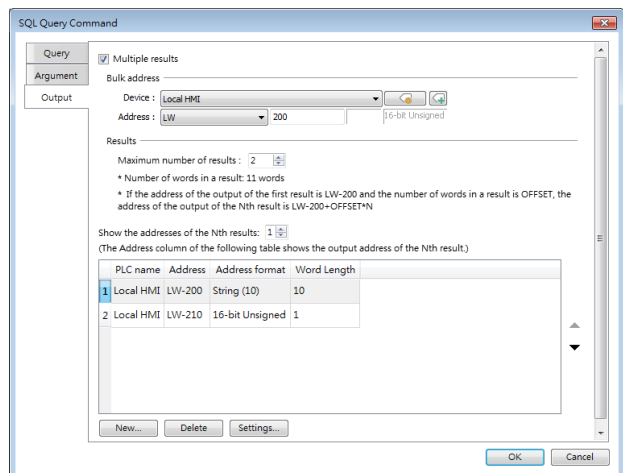 SQL Query Command
Query
Argument
Output
Multiple results
Bulk address
Device : Local HMI
Address : LW 200 16-bit Unsigned
Results
Maximum number of results : 2
* Number of words in a result: 11 words
* If the address of the output of the first result is LW-200 and the number of words in a result is OFFSET, the
address of the output of the Nth result is LW-200+OFFSET*N
Show the addresses of the Nth results: 1
(The Address column of the following table shows the output address of the Nth result.)
PLC name Address Address format Word Length
1 Local HMI LW-200 String (10) 10
2 Local HMI LW-210 16-bit Unsigned 1
New... Delete Settings...
OK Cancel